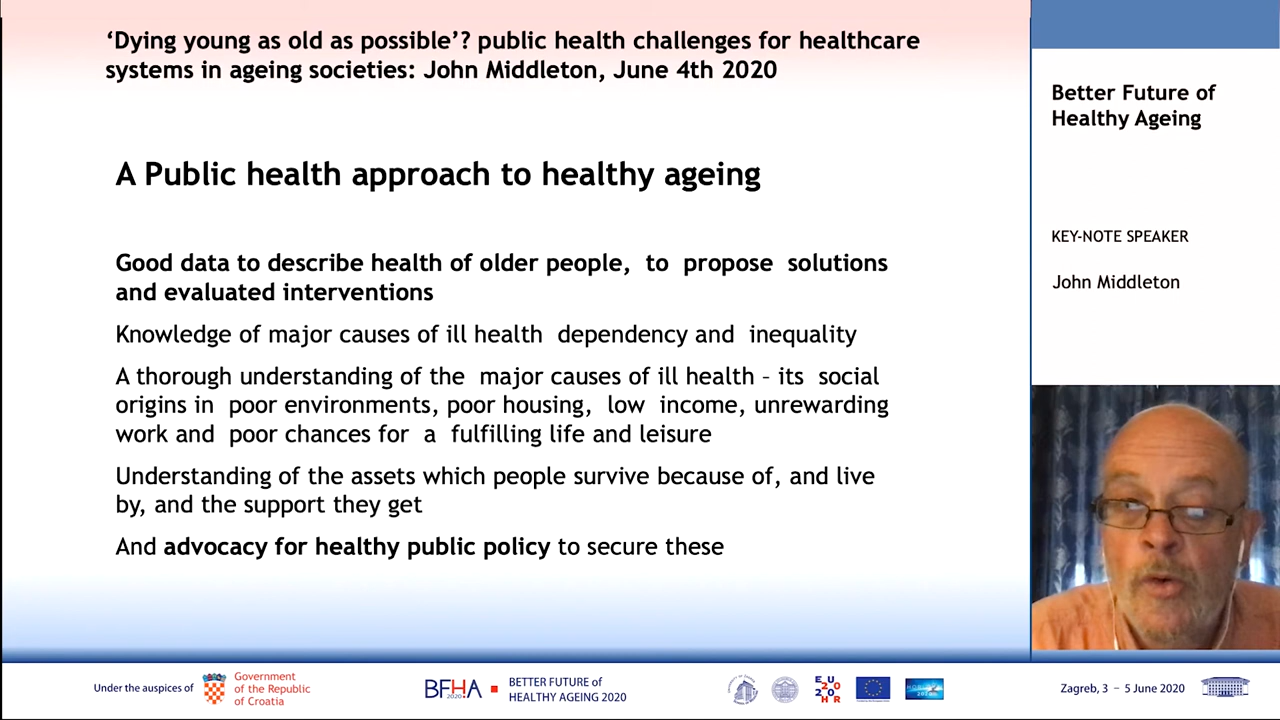 ‘Dying young as old as possible’? public health challenges for healthcare
systems in ageing societies: John Middleton, June 4th 2020
A Public health approach to healthy ageing
Good data to describe health of older people, to propose solutions
and evaluated interventions
Knowledge of major causes of ill health dependency and inequality
A thorough understanding of the major causes of ill health – its social
origins in poor environments, poor housing, low income, unrewarding
work and poor chances for a fulfilling life and leisure
Understanding of the assets which people survive because of, and live
by, and the support they get
And advocacy for healthy public policy to secure these
Better Future of
Healthy Ageing
KEY-NOTE SPEAKER
John Middleton
Under the auspices of
Government
of the Republic
of Croatia
BFHA
2020
BETTER FUTURE of
HEALTHY AGEING 2020
EU
20
20
HR
Zagreb, 3 – 5 June 2020